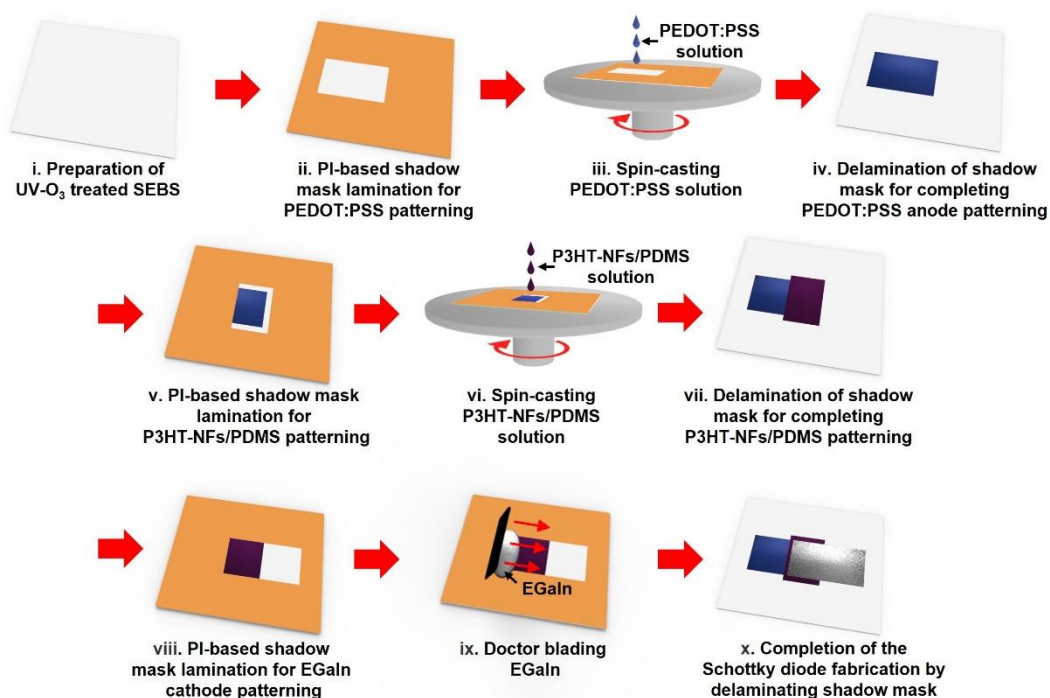 PEDOT:PSS
solution
i. Preparation of
UV-O₃ treated SEBS
ii. PI-based shadow
mask lamination for
PEDOT:PSS patterning
iii. Spin-casting
PEDOT:PSS solution
iv. Delamination of shadow
mask for completing
PEDOT:PSS anode patterning
P3HT-NFs/PDMS
solution
v. PI-based shadow mask
lamination for
P3HT-NFs/PDMS patterning
vi. Spin-casting
P3HT-NFs/PDMS
solution
vii. Delamination of shadow
mask for completing
P3HT-NFs/PDMS patterning
EGaIn
viii. PI-based shadow
mask lamination for EGaIn
cathode patterning
ix. Doctor blading
EGaIn
x. Completion of the
Schottky diode fabrication by
delaminating shadow mask